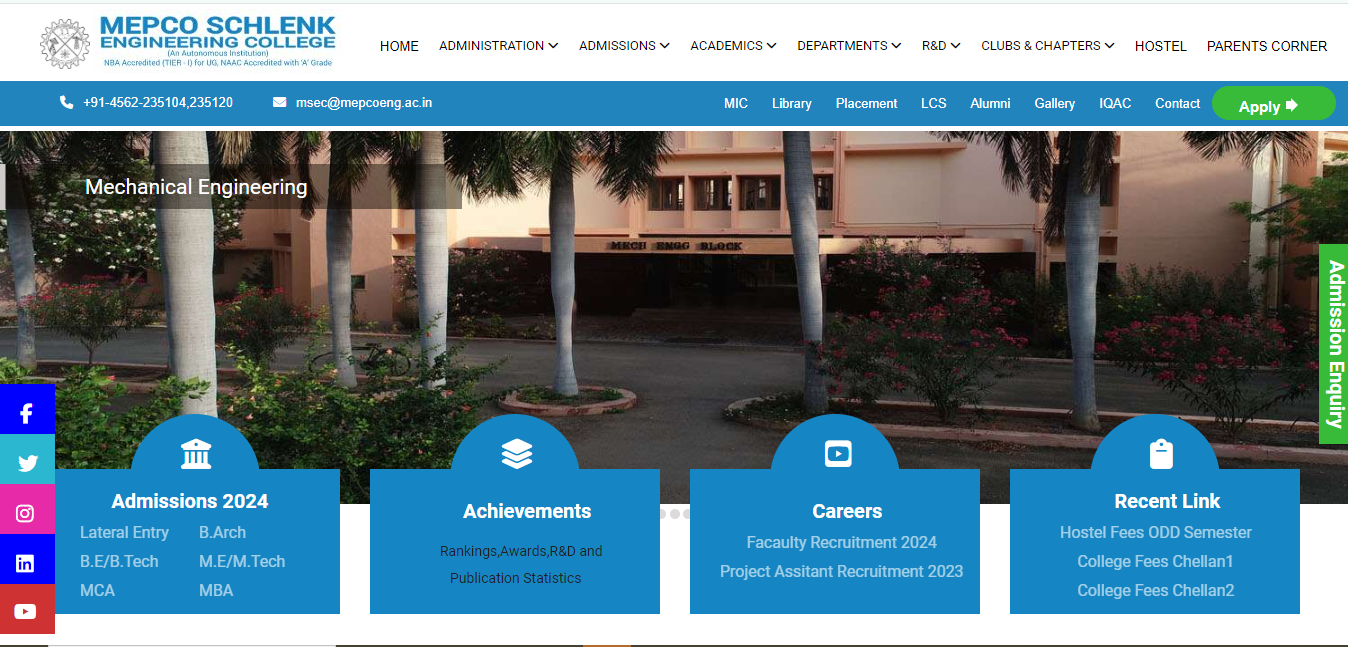 MEPCO SCHLENK
ENGINEERING COLLEGE
(An Autonomous Institution)
NBA Accredited (TIER - I) for UG, NAAC Accredited with 'A' Grade
HOME ADMINISTRATION ADMISSIONS ACADEMICS DEPARTMENTS R&D CLUBS & CHAPTERS HOSTEL PARENTS CORNER
+91-4562-235104,235120 msec@mepcoeng.ac.in MIC Library Placement LCS Alumni Gallery IQAC Contact Apply
Mechanical Engineering
MECH ENGG BLOCK
Admission Enquiry
Admissions 2024
Lateral Entry B.Arch
B.E/B.Tech M.E/M.Tech
MCA MBA
Achievements
Rankings,Awards,R&D and
Publication Statistics
Careers
Facaulty Recruitment 2024
Project Assitant Recruitment 2023
Recent Link
Hostel Fees ODD Semester
College Fees Chellan1
College Fees Chellan2